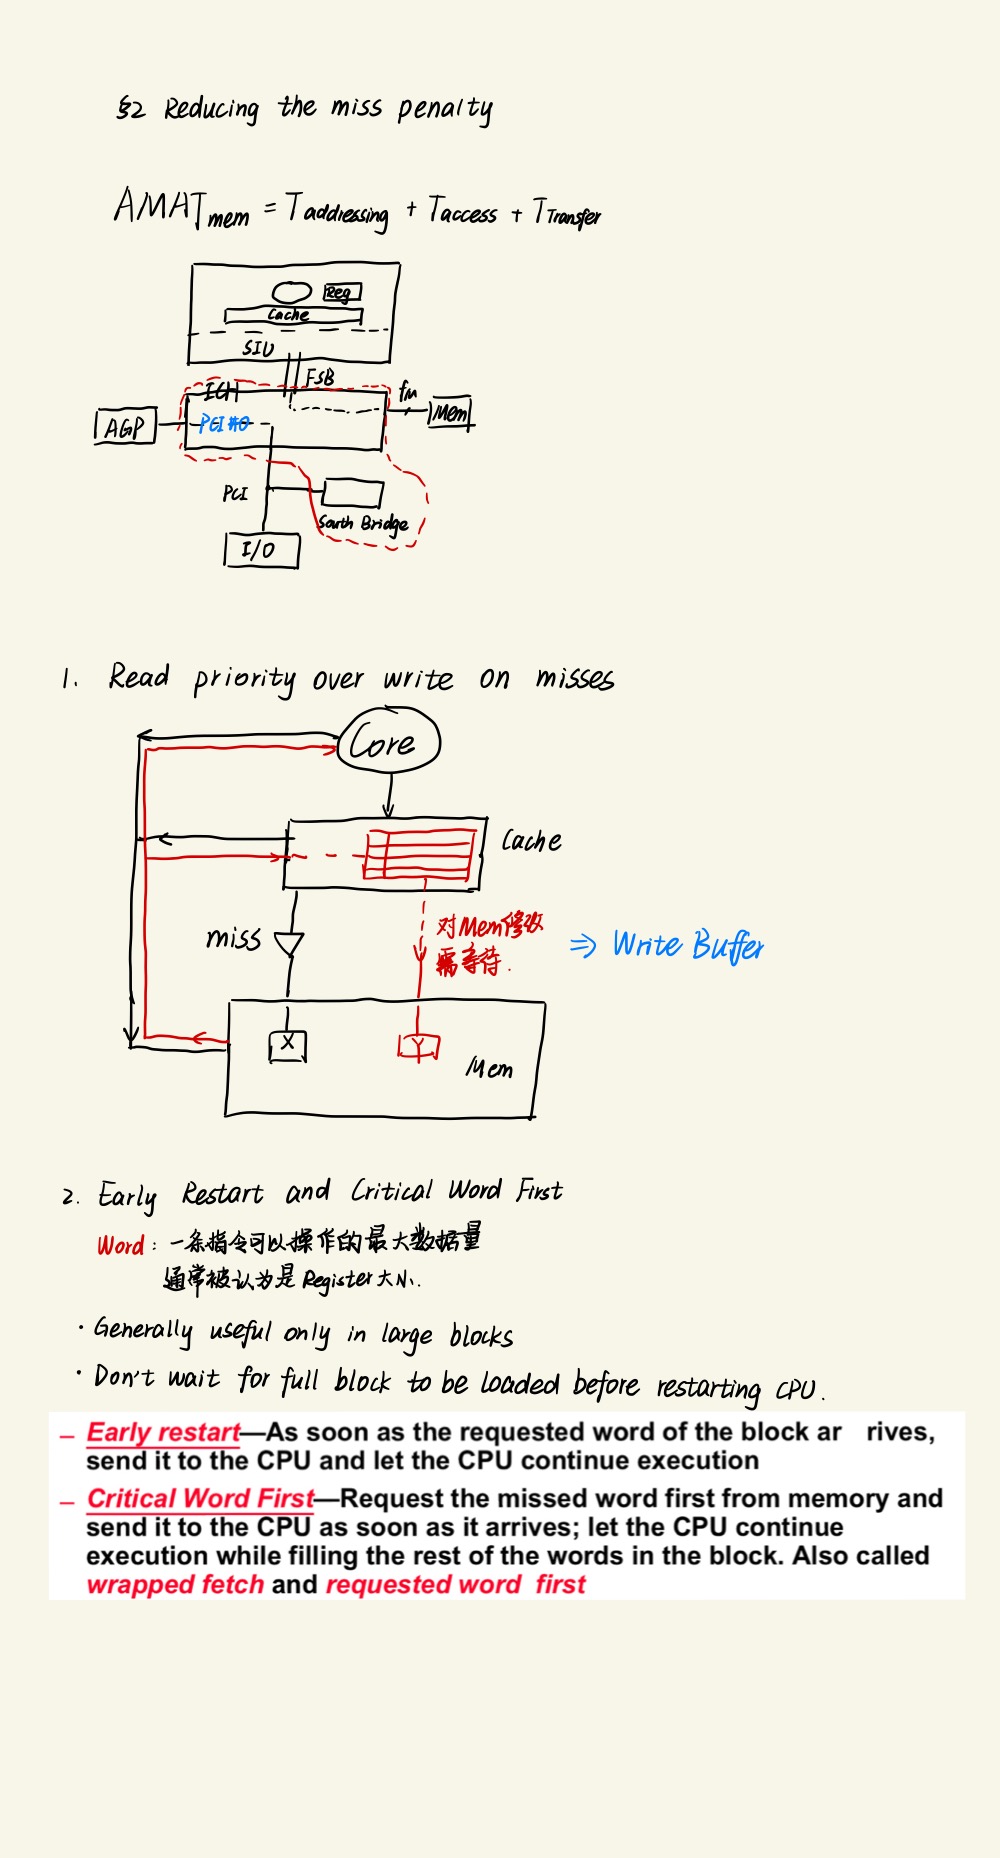 §2 Reducing the miss penalty
AMAT mem = T addressing + T access + T Transfer
Reg
Cache
SIU
FSB
ICH
fm
Mem
AGP
PCI #0
PCI
South Bridge
I/O
1. Read priority over write on misses
Core
Cache
miss
对Mem修改
需等待.
⇒ Write Buffer
X
Y
Mem
2. Early Restart and Critical Word First
Word: 一条指令可以操作的最大数据量
通常被认为是 Register 大小.
· Generally useful only in large blocks
· Don't wait for full block to be loaded before restarting CPU.
– Early restart—As soon as the requested word of the block ar rives,
send it to the CPU and let the CPU continue execution
– Critical Word First—Request the missed word first from memory and
send it to the CPU as soon as it arrives; let the CPU continue
execution while filling the rest of the words in the block. Also called
wrapped fetch and requested word first